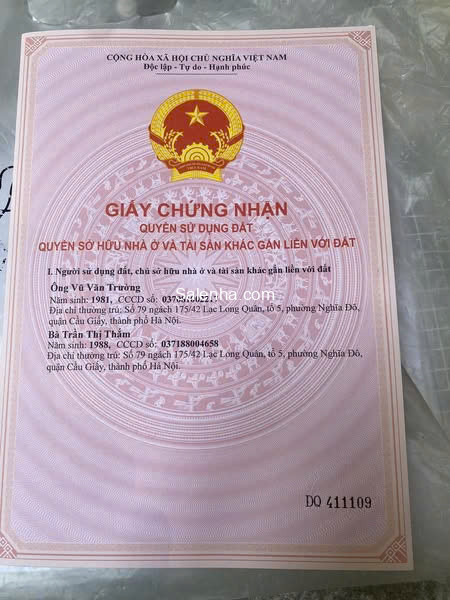 CỘNG HÒA XÃ HỘI CHỦ NGHĨA VIỆT NAM
Độc lập - Tự do - Hạnh phúc
GIẤY CHỨNG NHẬN
QUYỀN SỬ DỤNG ĐẤT
QUYỀN SỞ HỮU NHÀ Ở VÀ TÀI SẢN KHÁC GẮN LIỀN VỚI ĐẤT
I. Người sử dụng đất, chủ sở hữu nhà ở và tài sản khác gắn liền với đất
Ông Vũ Văn Trường
Salenha.com
Năm sinh: 1981, CCCD số:
Địa chỉ thường trú: Số 79 ngách 175/42 Lạc Long Quân, tổ 5, phường Nghĩa Đô,
quận Cầu Giấy, thành phố Hà Nội.
Bà Trần Thị Thắm
Năm sinh: 1988, CCCD số: 037188004658
Địa chỉ thường trú: Số 79 ngách 175/42 Lạc Long Quân, tổ 5, phường Nghĩa Đô,
quận Cầu Giấy, thành phố Hà Nội.
DQ 411109